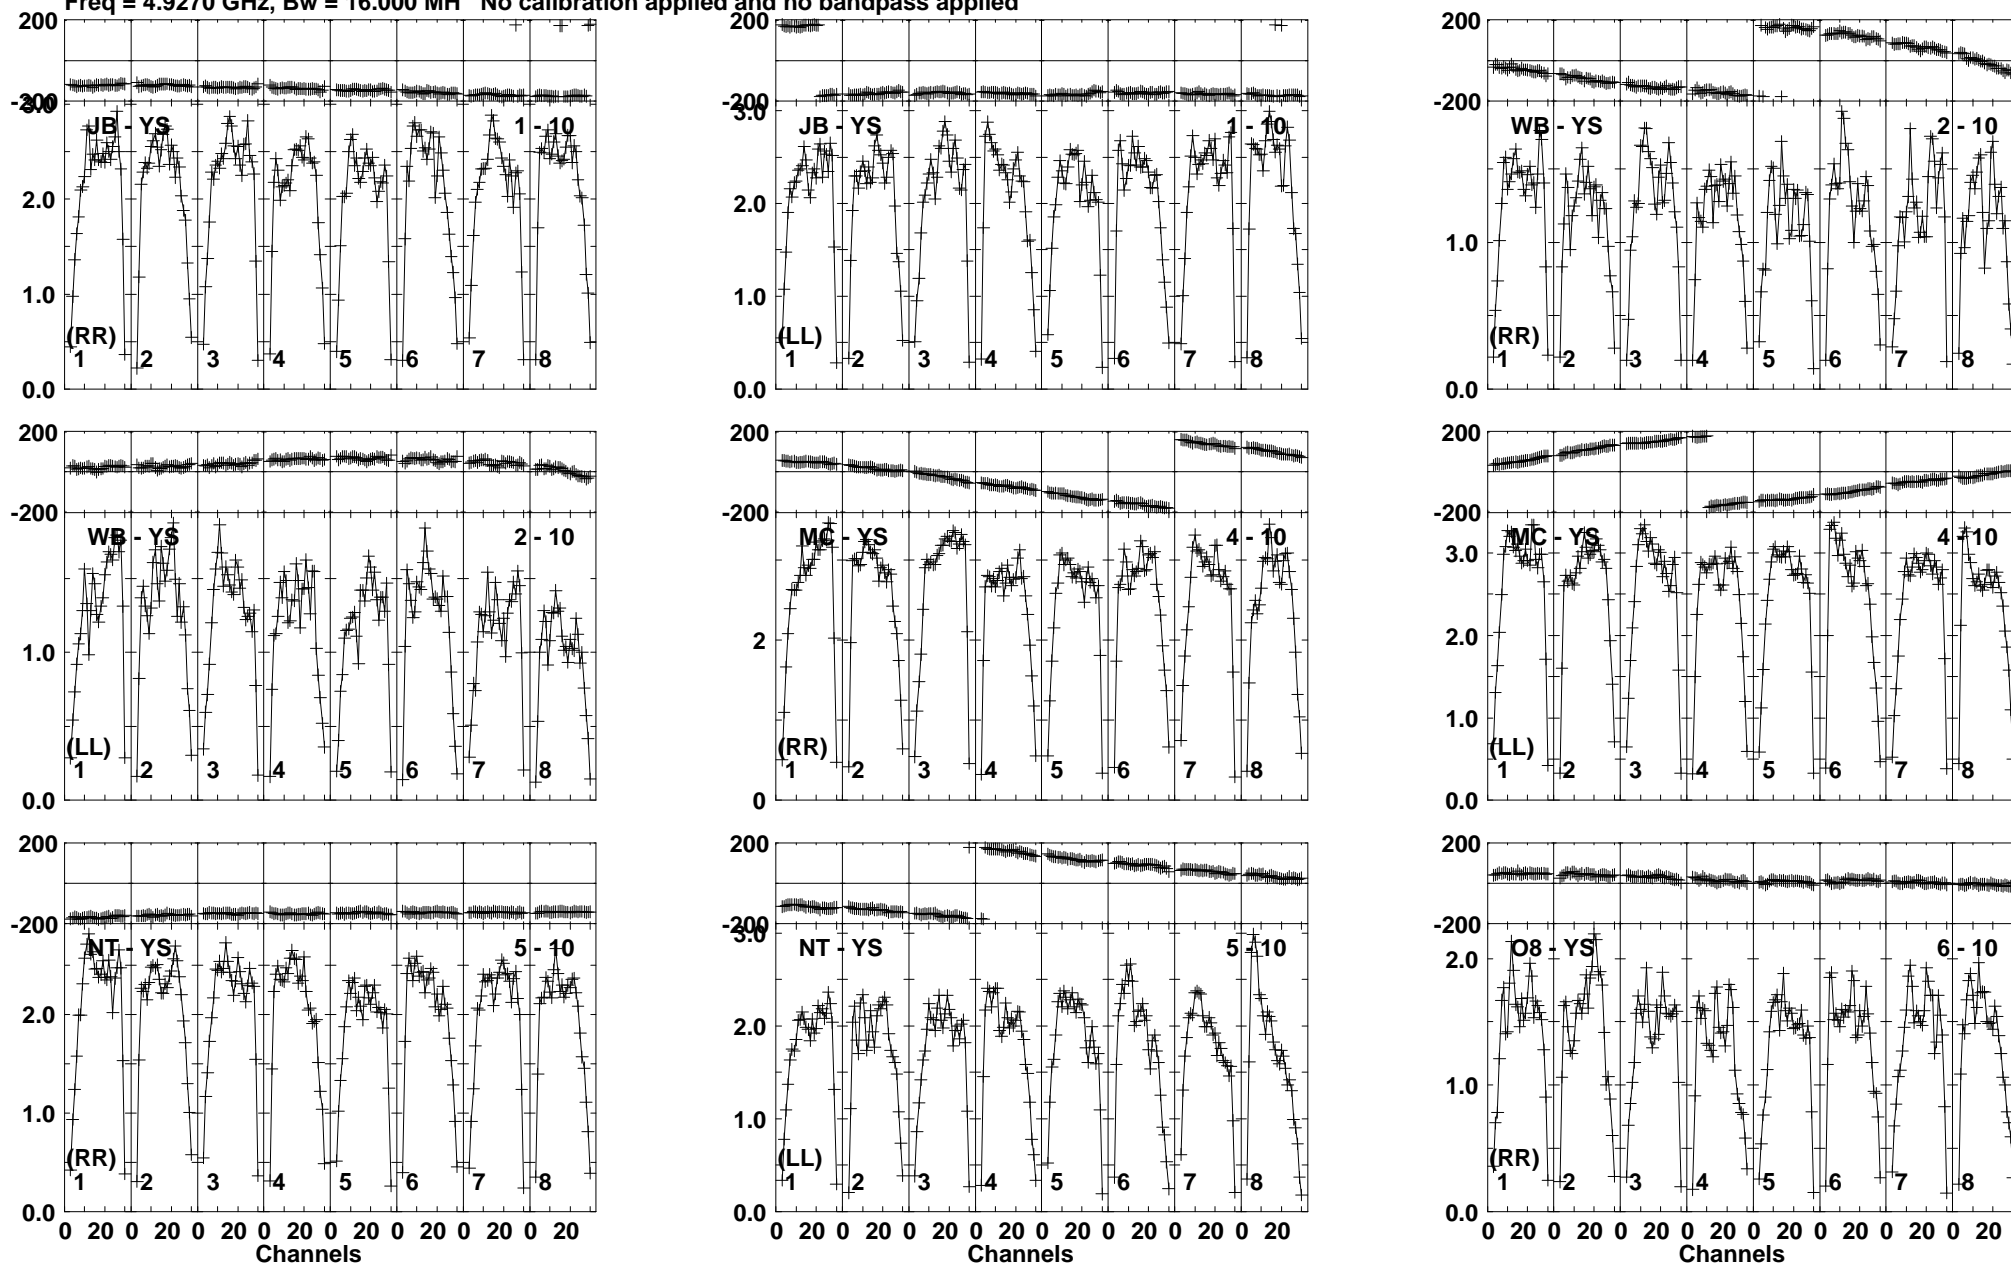 Freq = 4.9270 GHz, Bw = 16.000 MH No calibration applied and no bandpass applied
200 200 200
-200 -200 -200
3.0 3.0
JB - YS 1 - 10 JB - YS 1 - 10 WB - YS 2 - 10
2.0 2.0
1.0 1.0 1.0
(RR) (LL) (RR)
1 2 3 4 5 6 7 8 1 2 3 4 5 6 7 8 1 2 3 4 5 6 7 8
0.0 0.0 0.0
200 200 200
-200 -200 -200
WB - YS 2 - 10 MC - YS 4 - 10 MC - YS 4 - 10
3.0
2 2.0
1.0 1.0
(LL) (RR) (LL)
1 2 3 4 5 6 7 8 1 2 3 4 5 6 7 8 1 2 3 4 5 6 7 8
0.0 0 0.0
200 200 200
-200 -200 -200
3.0
NT - YS 5 - 10 NT - YS 5 - 10 O8 - YS 6 - 10
2.0 2.0 2.0
1.0 1.0 1.0
(RR) (LL) (RR)
1 2 3 4 5 6 7 8 1 2 3 4 5 6 7 8 1 2 3 4 5 6 7 8
0.0 0.0 0.0
0 20 0 20 0 20 0 20 0 20 0 20 0 20 0 20 0 20 0 20 0 20 0 20 0 20 0 20 0 20 0 20 0 20 0 20 0 20 0 20 0 20 0 20 0 20 0 20
Channels Channels Channels